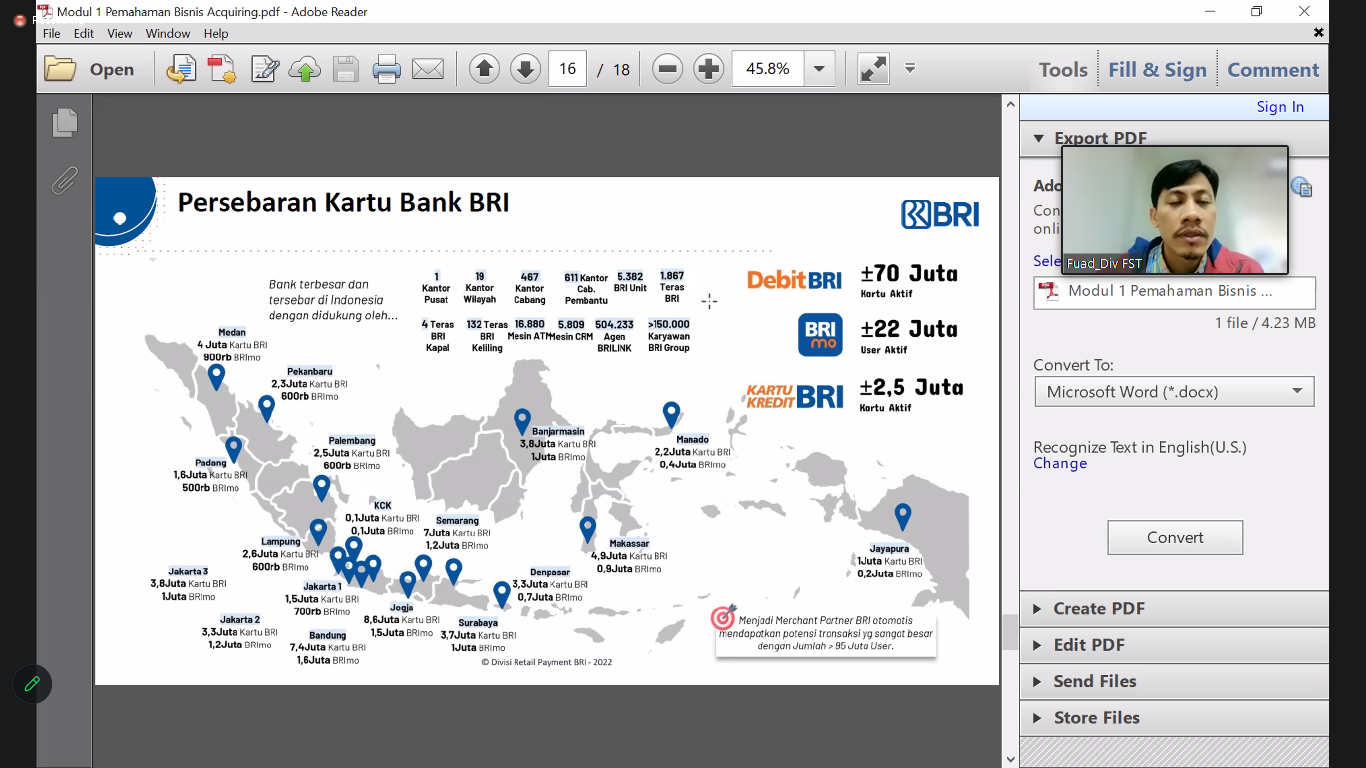 Modul 1 Pemahaman Bisnis Acquiring.pdf - Adobe Reader
File Edit View Window Help
Open
16 / 18
45.8%
Tools
Fill & Sign
Comment
Sign In
Export PDF
Ado
Con
onli
Sele
Fuad_Div FST
Modul 1 Pemahaman Bisnis ...
1 file / 4.23 MB
Convert To:
Microsoft Word (*.docx)
Recognize Text in English(U.S.)
Change
Convert
Create PDF
Edit PDF
Send Files
Store Files
Persebaran Kartu Bank BRI
BRI
Bank terbesar dan
tersebar di Indonesia
dengan didukung oleh...
1
Kantor
Pusat
19
Kantor
Wilayah
467
Kantor
Cabang
611 Kantor
Cab.
Pembantu
5.382
BRI Unit
1.867
Teras
BRI
4 Teras
BRI
Kapal
132 Teras
BRI
Keliling
16.880
Mesin ATM
5.809
Mesin CRM
504.233
Agen
BRILINK
>150.000
Karyawan
BRI Group
Debit BRI
±70 Juta
Kartu Aktif
BRI
mo
±22 Juta
User Aktif
KARTU
KREDIT BRI
±2,5 Juta
Kartu Aktif
Medan
4 Juta Kartu BRI
900rb BRImo
Pekanbaru
2,3Juta Kartu BRI
600rb BRImo
Padang
1,6Juta Kartu BRI
500rb BRImo
Palembang
2,5Juta Kartu BRI
600rb BRImo
Banjarmasin
3,8Juta Kartu BRI
1Juta BRImo
Manado
2,2Juta Kartu BRI
0,4Juta BRImo
KCK
0,1Juta Kartu BRI
0,1Juta BRImo
Semarang
7Juta Kartu BRI
1,2Juta BRImo
Lampung
2,6Juta Kartu BRI
600rb BRImo
Makassar
4,9Juta Kartu BRI
0,9Juta BRImo
Jayapura
1Juta Kartu BRI
0,2Juta BRImo
Jakarta 3
3,8Juta Kartu BRI
1Juta BRImo
Jakarta 1
1,5Juta Kartu BRI
700rb BRImo
Denpasar
3,3Juta Kartu BRI
0,7Juta BRImo
Jogja
8,6Juta Kartu BRI
1,5Juta BRImo
Jakarta 2
3,3Juta Kartu BRI
1,2Juta BRImo
Bandung
7,4Juta Kartu BRI
1,6Juta BRImo
Surabaya
3,7Juta Kartu BRI
1Juta BRImo
Menjadi Merchant Partner BRI otomatis
mendapatkan potensi transaksi yg sangat besar
dengan Jumlah > 95 Juta User.
© Divisi Retail Payment BRI - 2022